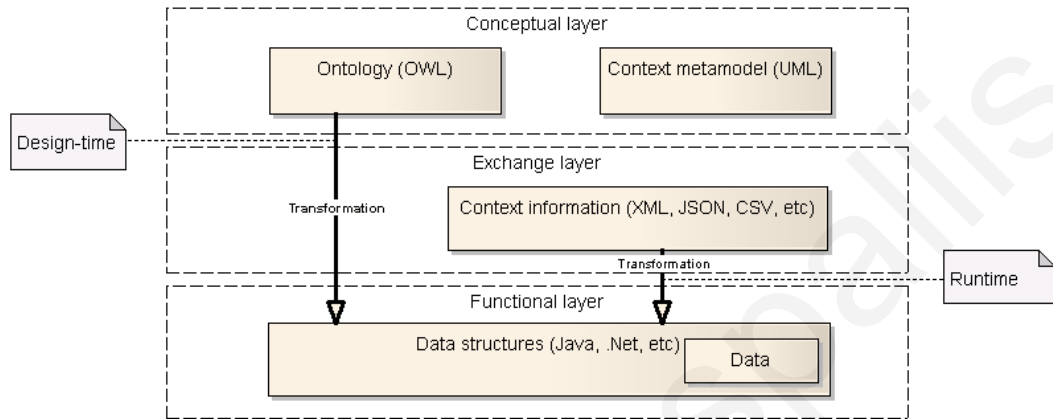 Conceptual layer
Ontology (OWL)
Context metamodel (UML)
Design-time
Exchange layer
Transformation
Context information (XML, JSON, CSV, etc)
Transformation
Runtime
Functional layer
Data structures (Java, .Net, etc)
Data